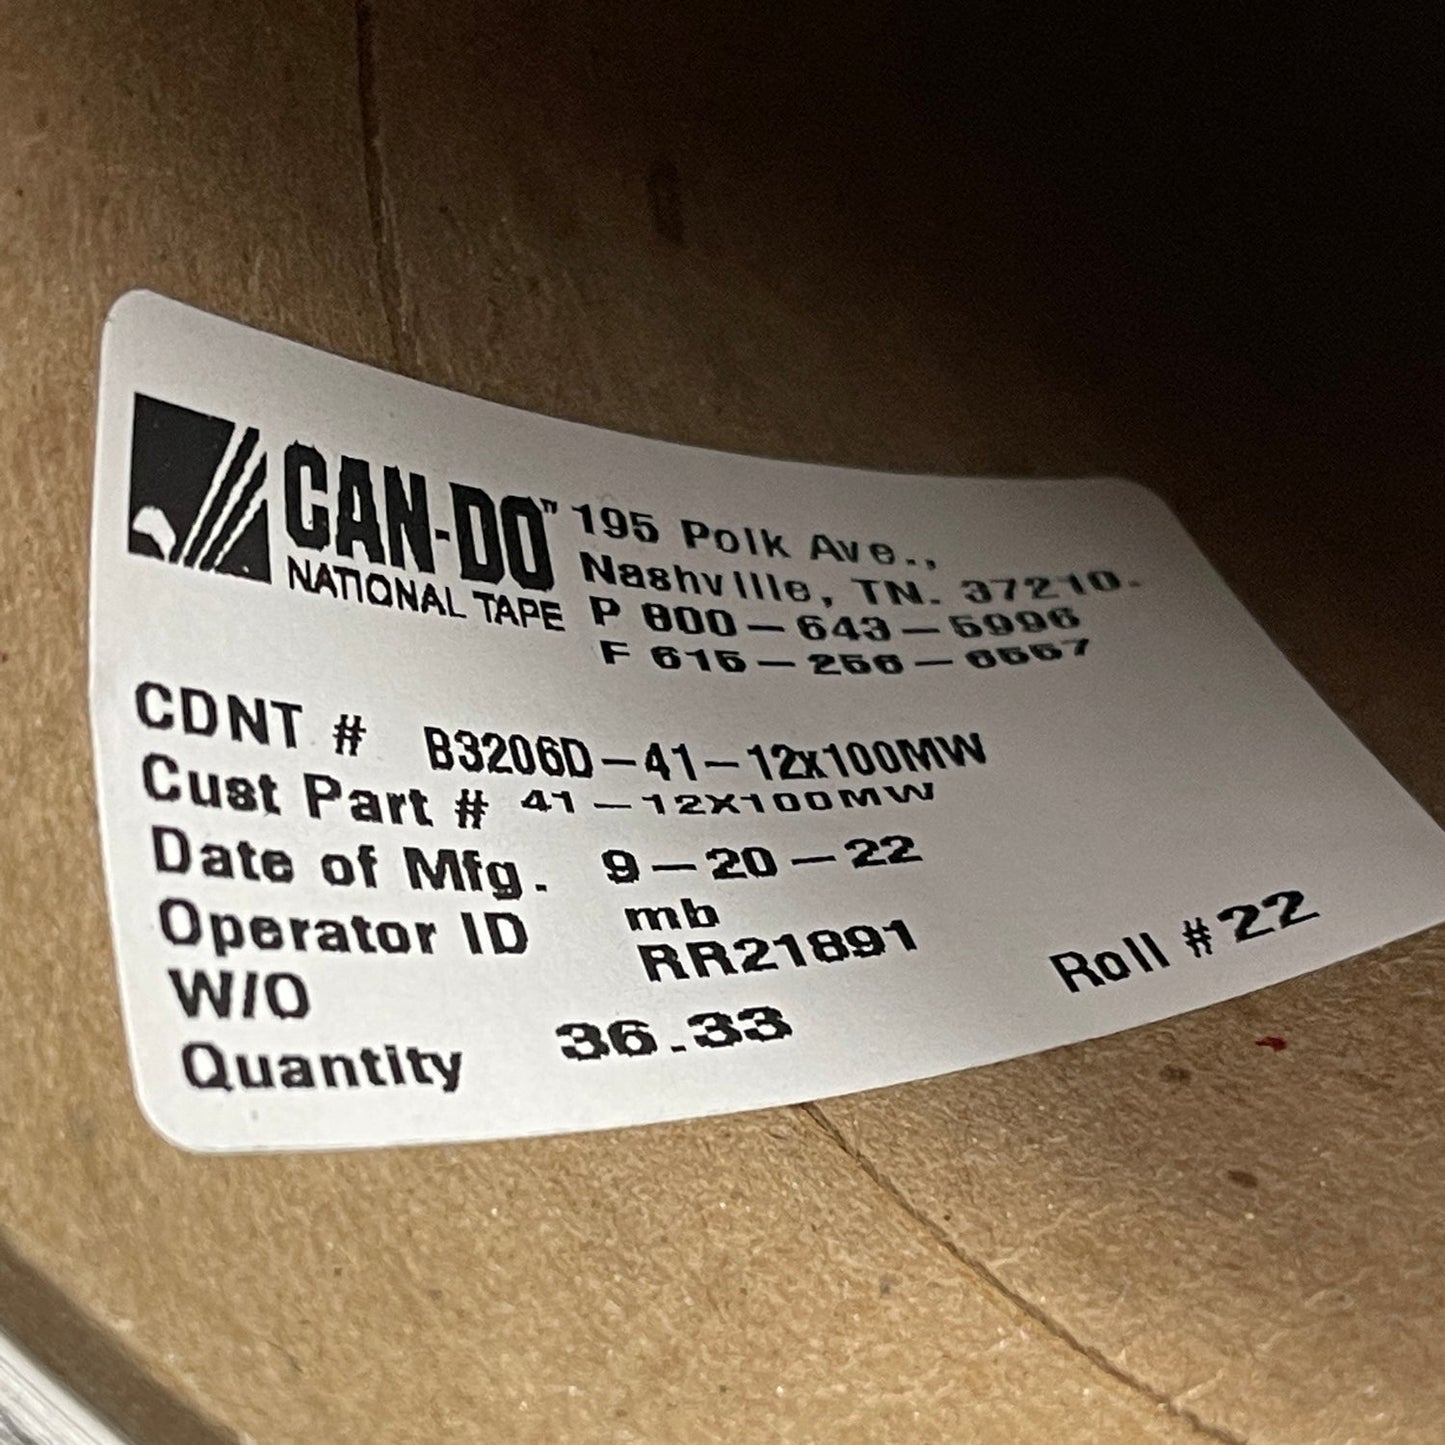 CAN-DO™
NATIONAL TAPE
195 Polk Ave.,
Nashville, TN. 37210.
P 800-643-5996
F 615-256-6667
CDNT # B3206D-41-12x100MW
Cust Part # 41-12X100MW
Date of Mfg. 9-20-22
Operator ID mb
W/O RR21891
Quantity 36.33
Roll #22